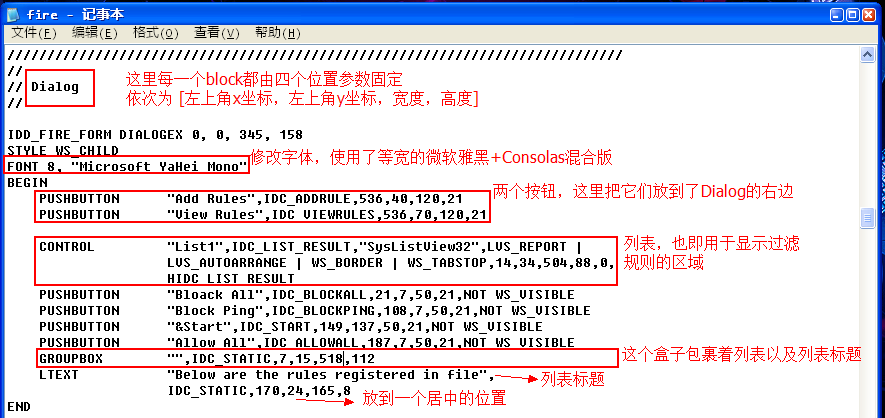 fire - 记事本
文件(F) 编辑(E) 格式(O) 查看(V) 帮助(H)
/////////////////////////////////////////////////////////////////////////////
//
// Dialog
//
这里每一个block都由四个位置参数固定
依次为 [左上角x坐标，左上角y坐标，宽度，高度]
IDD_FIRE_FORM DIALOGEX 0, 0, 345, 158
STYLE WS_CHILD
FONT 8, "Microsoft YaHei Mono"
修改字体，使用了等宽的微软雅黑+Consolas混合版
BEGIN
PUSHBUTTON "Add Rules",IDC_ADDRULE,536,40,120,21
PUSHBUTTON "View Rules",IDC_VIEWRULES,536,70,120,21
两个按钮，这里把它们放到了Dialog的右边
CONTROL "List1",IDC_LIST_RESULT,"SysListView32",LVS_REPORT |
LVS_AUTOARRANGE | WS_BORDER | WS_TABSTOP,14,34,504,88,0,
HIDC_LIST_RESULT
列表，也即用于显示过滤
规则的区域
PUSHBUTTON "Bloack All",IDC_BLOCKALL,21,7,50,21,NOT WS_VISIBLE
PUSHBUTTON "Block Ping",IDC_BLOCKPING,108,7,50,21,NOT WS_VISIBLE
PUSHBUTTON "&Start",IDC_START,149,137,50,21,NOT WS_VISIBLE
PUSHBUTTON "Allow All",IDC_ALLOWALL,187,7,50,21,NOT WS_VISIBLE
GROUPBOX "",IDC_STATIC,7,15,518,112
这个盒子包裹着列表以及列表标题
LTEXT "Below are the rules registered in file",
列表标题
IDC_STATIC,170,24,165,8
放到一个居中的位置
END